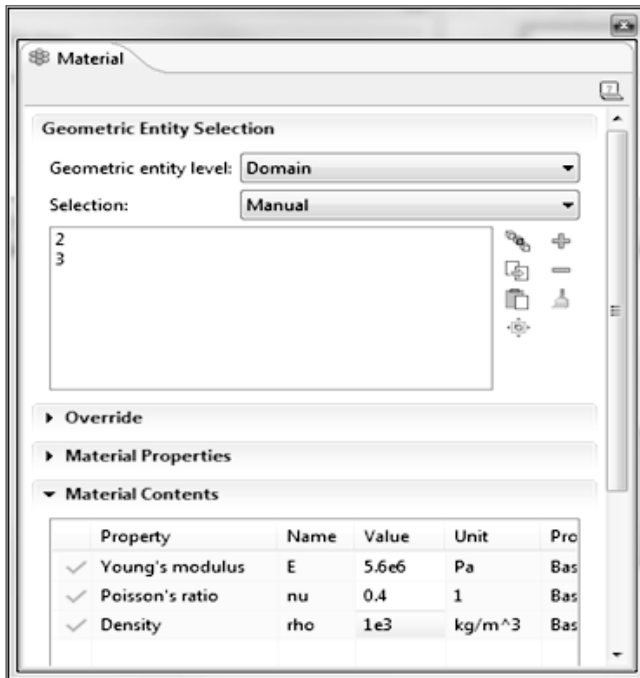 Material
Geometric Entity Selection
Geometric entity level: Domain
Selection: Manual
2
3
Override
Material Properties
Material Contents
Property Name Value Unit Pro
Young's modulus E 5.6e6 Pa Bas
Poisson's ratio nu 0.4 1 Bas
Density rho 1e3 kg/m^3 Bas